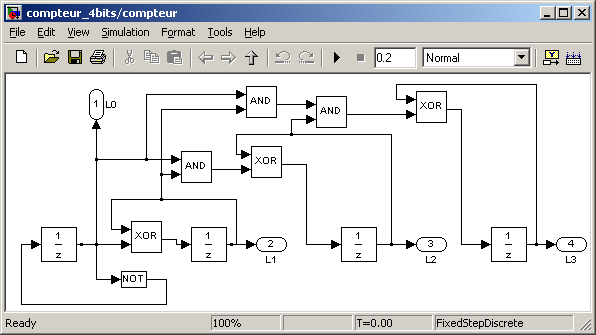 compteur_4bits/compteur
File Edit View Simulation Format Tools Help
0.2 Normal
1 L0
AND
AND
XOR
AND
XOR
1
z
XOR
1
z
2
L1
1
z
3
L2
1
z
4
L3
NOT
Ready 100% T=0.00 FixedStepDiscrete